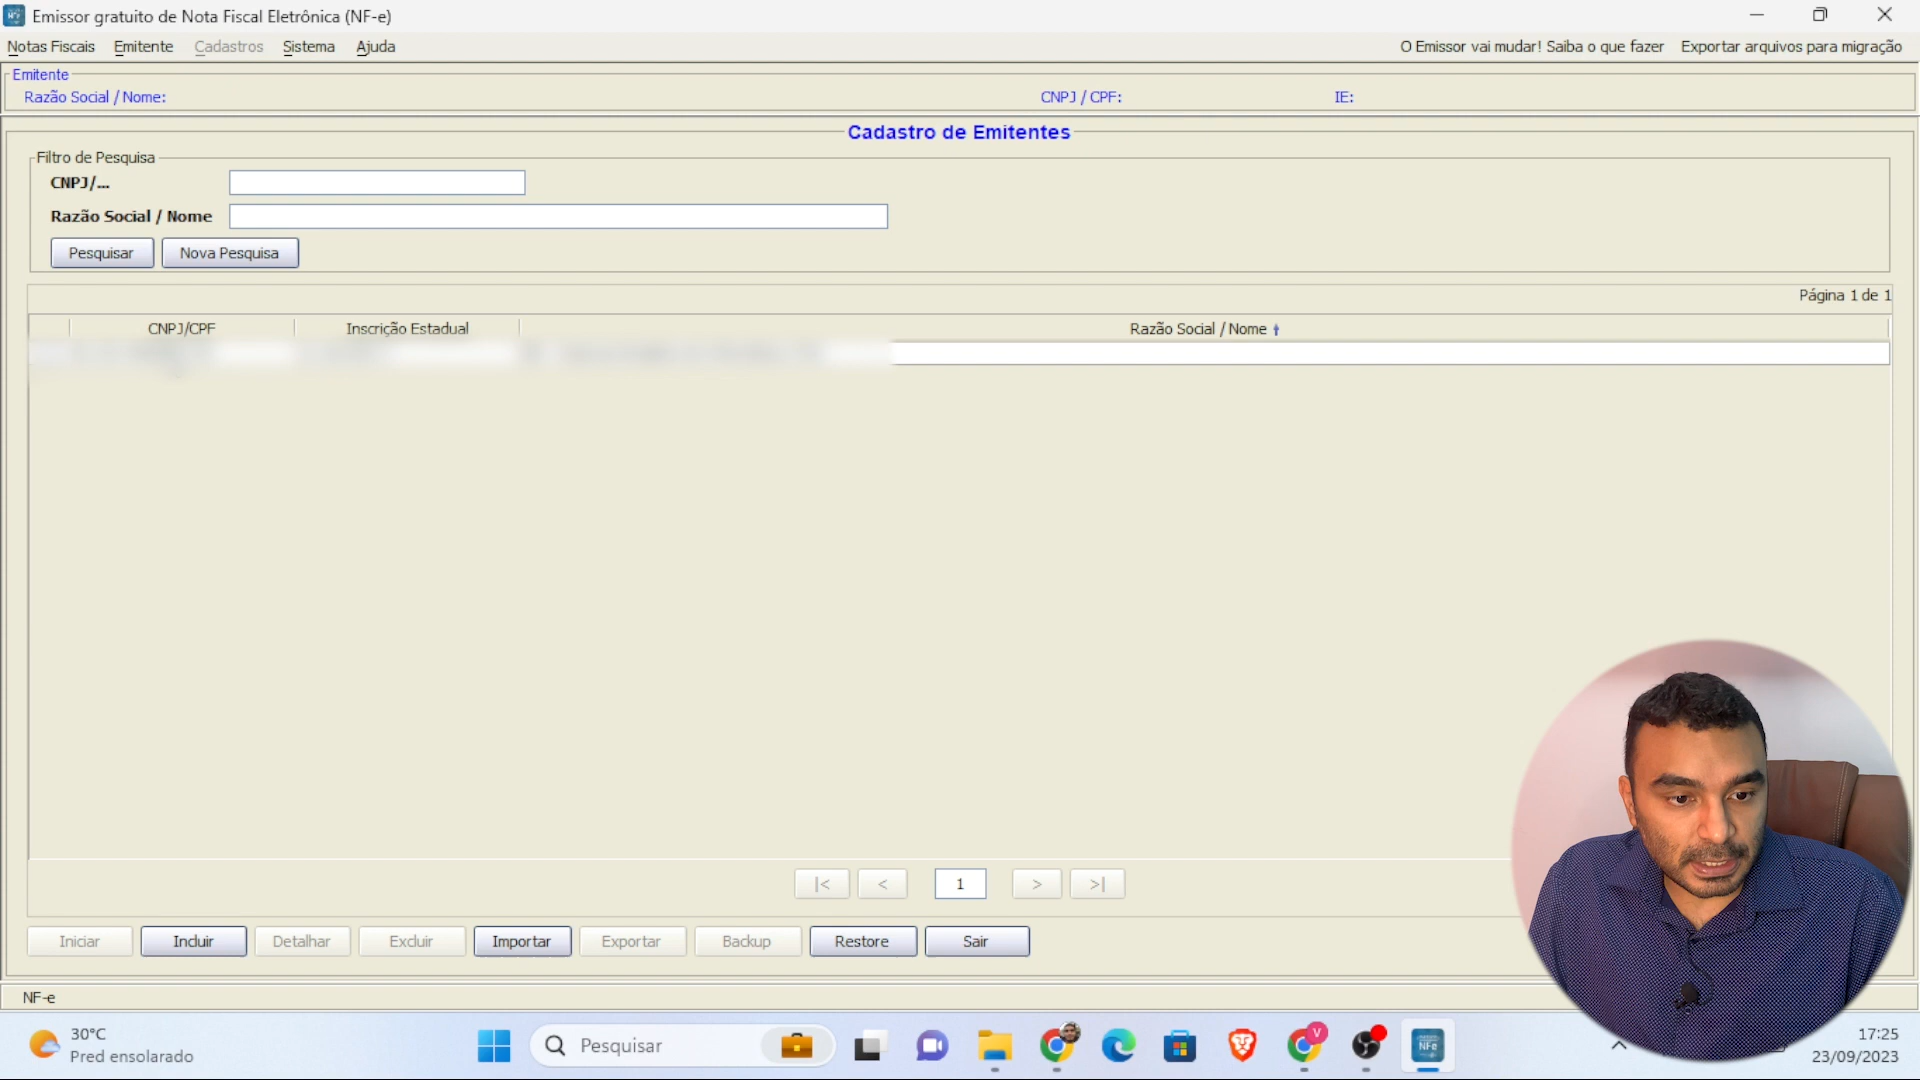 Emissor gratuito de Nota Fiscal Eletrônica (NF-e)
Notas Fiscais Emitente Cadastros Sistema Ajuda O Emissor vai mudar! Saiba o que fazer Exportar arquivos para migração
Emitente
Razão Social / Nome: CNPJ / CPF: IE:
Cadastro de Emitentes
Filtro de Pesquisa
CNPJ/...
Razão Social / Nome
Pesquisar Nova Pesquisa
Página 1 de 1
CNPJ/CPF Inscrição Estadual Razão Social / Nome
|< < 1 > >|
Iniciar Incluir Detalhar Excluir Importar Exportar Backup Restore Sair
NF-e
30°C
Pred ensolarado
Pesquisar
V
NFe
17:25
23/09/2023